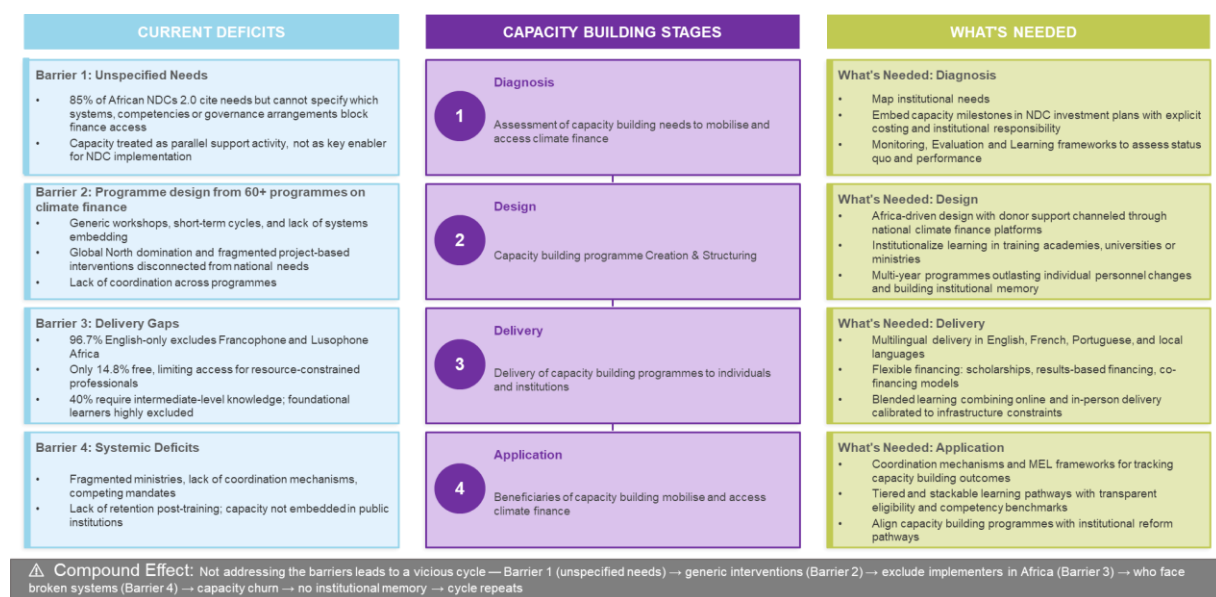 CURRENT DEFICITS
CAPACITY BUILDING STAGES
WHAT'S NEEDED
Barrier 1: Unspecified Needs
• 85% of African NDCs 2.0 cite needs but cannot specify which
systems, competencies or governance arrangements block
finance access
• Capacity treated as parallel support activity, not as key enabler
for NDC implementation
1
Diagnosis
Assessment of capacity building needs to mobilise and
access climate finance
What's Needed: Diagnosis
• Map institutional needs
• Embed capacity milestones in NDC investment plans with explicit
costing and institutional responsibility
• Monitoring, Evaluation and Learning frameworks to assess status
quo and performance
Barrier 2: Programme design from 60+ programmes on
climate finance
• Generic workshops, short-term cycles, and lack of systems
embedding
• Global North domination and fragmented project-based
interventions disconnected from national needs
• Lack of coordination across programmes
2
Design
Capacity building programme Creation & Structuring
What's Needed: Design
• Africa-driven design with donor support channeled through
national climate finance platforms
• Institutionalize learning in training academies, universities or
ministries
• Multi-year programmes outlasting individual personnel changes
and building institutional memory
Barrier 3: Delivery Gaps
• 96.7% English-only excludes Francophone and Lusophone
Africa
• Only 14.8% free, limiting access for resource-constrained
professionals
• 40% require intermediate-level knowledge; foundational
learners highly excluded
3
Delivery
Delivery of capacity building programmes to individuals
and institutions
What's Needed: Delivery
• Multilingual delivery in English, French, Portuguese, and local
languages
• Flexible financing: scholarships, results-based financing, co-
financing models
• Blended learning combining online and in-person delivery
calibrated to infrastructure constraints
Barrier 4: Systemic Deficits
• Fragmented ministries, lack of coordination mechanisms,
competing mandates
• Lack of retention post-training; capacity not embedded in public
institutions
4
Application
Beneficiaries of capacity building mobilise and access
climate finance
What's Needed: Application
• Coordination mechanisms and MEL frameworks for tracking
capacity building outcomes
• Tiered and stackable learning pathways with transparent
eligibility and competency benchmarks
• Align capacity building programmes with institutional reform
pathways
⚠ Compound Effect: Not addressing the barriers leads to a vicious cycle — Barrier 1 (unspecified needs) → generic interventions (Barrier 2) → exclude implementers in Africa (Barrier 3) → who face
broken systems (Barrier 4) → capacity churn → no institutional memory → cycle repeats